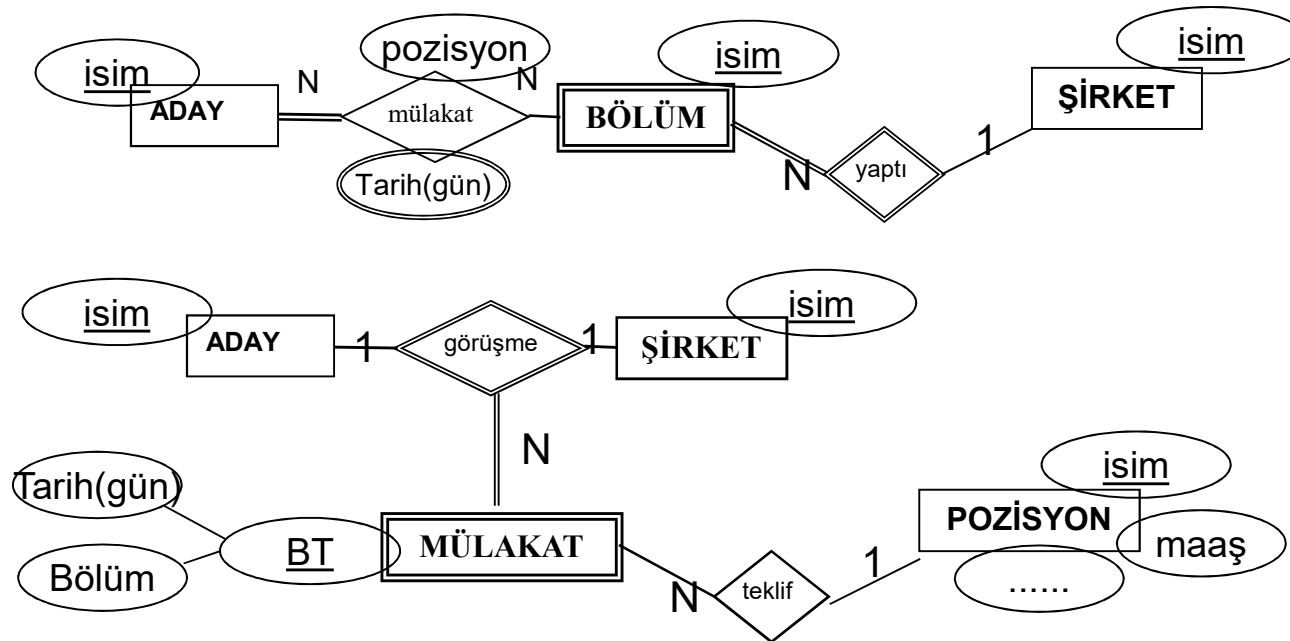 pozisyon
isim
isim
isim
N
N
ADAY
mülakat
BÖLÜM
ŞİRKET
1
N
yaptı
Tarih(gün)
isim
isim
ADAY
1
görüşme
1
ŞİRKET
N
isim
Tarih(gün)
POZİSYON
BT
MÜLAKAT
maaş
Bölüm
1
N
teklif
......